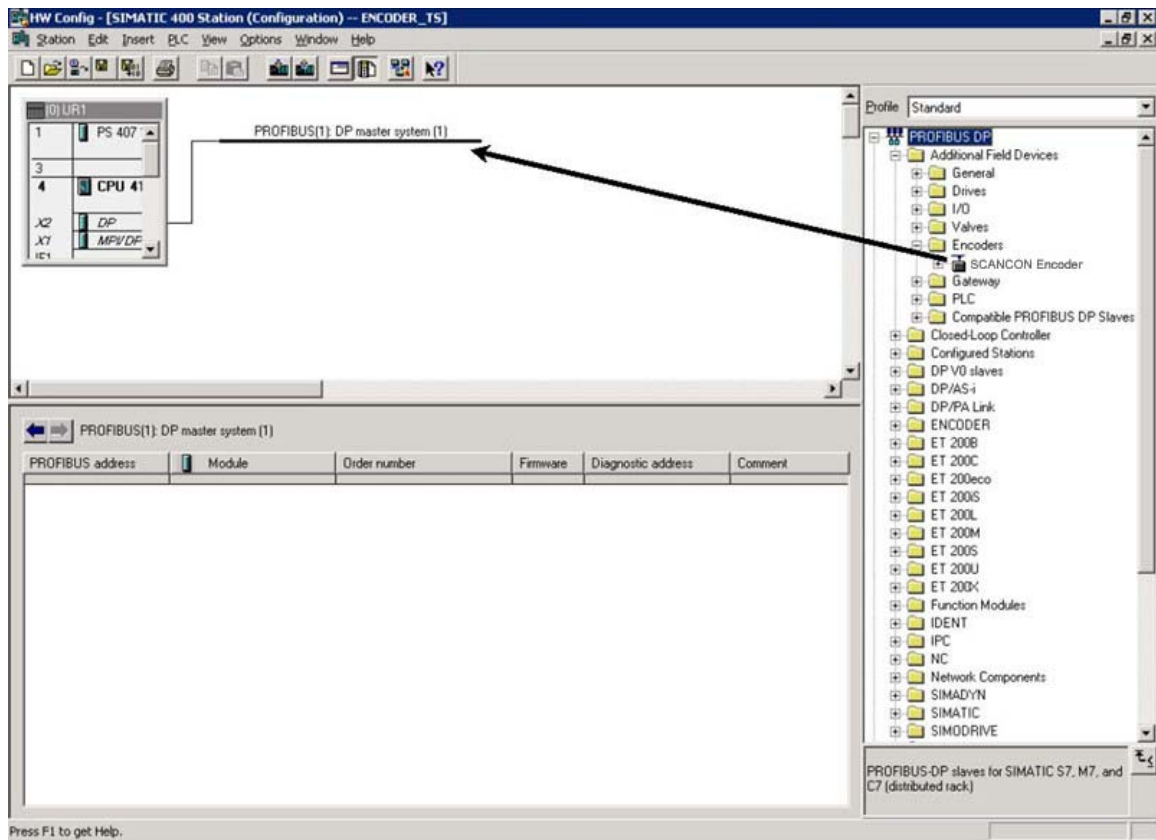 HW Config - [SIMATIC 400 Station (Configuration) -- ENCODER_TS]
Station Edit Insert PLC View Options Window Help
(0) UR1
1 PS 407
3
4 CPU 41
X2 DP
X1 MPI/DP
IF1
PROFIBUS(1): DP master system (1)
Profile Standard
PROFIBUS DP
Additional Field Devices
General
Drives
I/O
Valves
Encoders
SCANCON Encoder
Gateway
PLC
Compatible PROFIBUS DP Slaves
Closed-Loop Controller
Configured Stations
DP V0 slaves
DP/AS-i
DP/PA Link
ENCODER
ET 200B
ET 200C
ET 200eco
ET 200iS
ET 200L
ET 200M
ET 200S
ET 200U
ET 200X
Function Modules
IDENT
IPC
NC
Network Components
SIMADYN
SIMATIC
SIMODRIVE
PROFIBUS-DP slaves for SIMATIC S7, M7, and
C7 (distributed rack)
PROFIBUS(1): DP master system (1)
PROFIBUS address Module Order number Firmware Diagnostic address Comment
Press F1 to get Help.